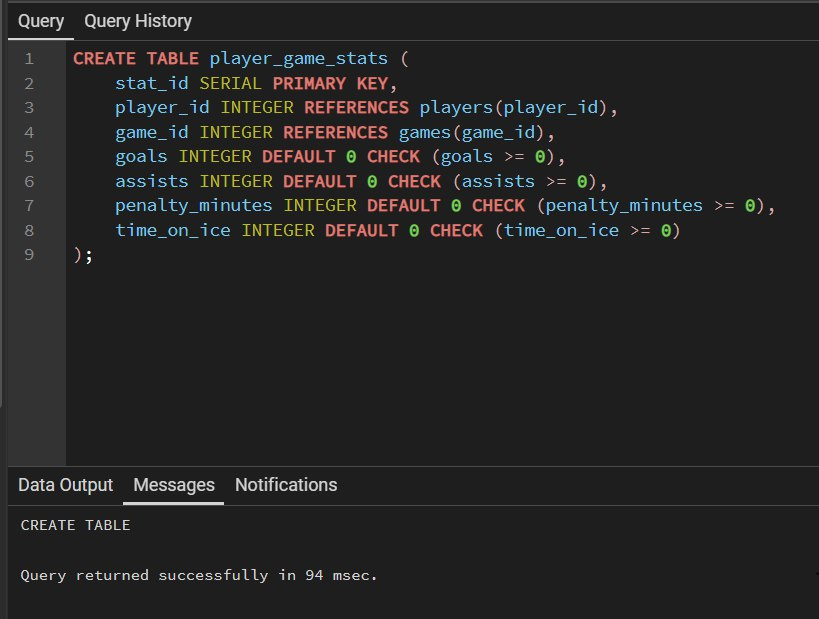 Query Query History
1 CREATE TABLE player_game_stats (
2 stat_id SERIAL PRIMARY KEY,
3 player_id INTEGER REFERENCES players(player_id),
4 game_id INTEGER REFERENCES games(game_id),
5 goals INTEGER DEFAULT 0 CHECK (goals >= 0),
6 assists INTEGER DEFAULT 0 CHECK (assists >= 0),
7 penalty_minutes INTEGER DEFAULT 0 CHECK (penalty_minutes >= 0),
8 time_on_ice INTEGER DEFAULT 0 CHECK (time_on_ice >= 0)
9 );
Data Output Messages Notifications
CREATE TABLE
Query returned successfully in 94 msec.